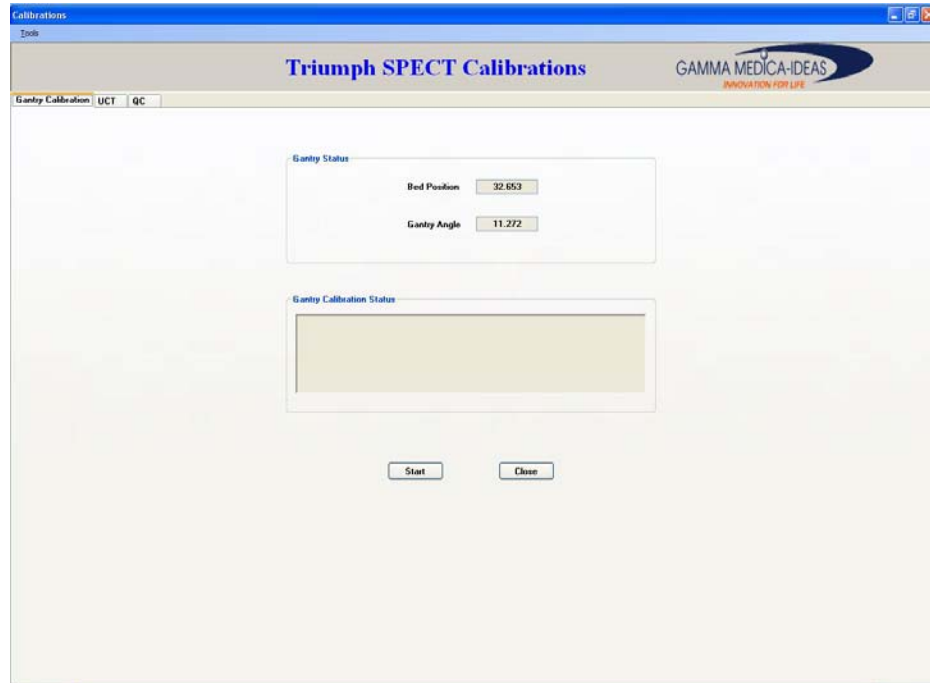 Calibrations
Tools
Triumph SPECT Calibrations
GAMMA MEDICA-IDEAS
INNOVATION FOR LIFE
Gantry Calibration UCT QC
Gantry Status
Bed Position 32.653
Gantry Angle 11.272
Gantry Calibration Status
Start Close